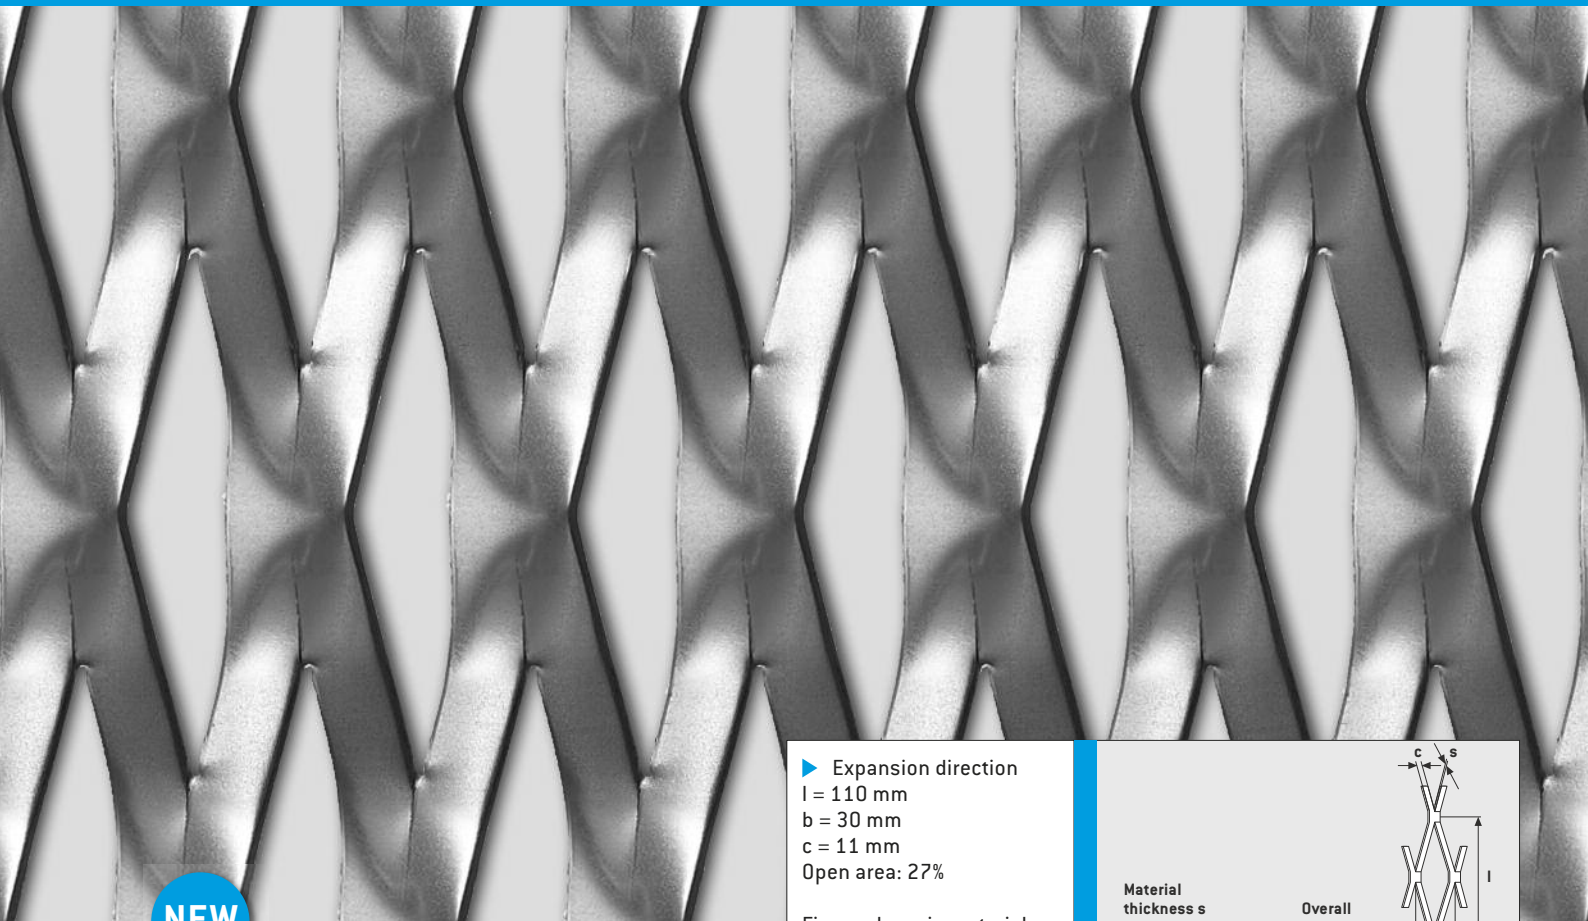 Expansion direction
l = 110 mm
b = 30 mm
c = 11 mm
Open area: 27%
c s
l
Material
thickness s
Overall
NEW